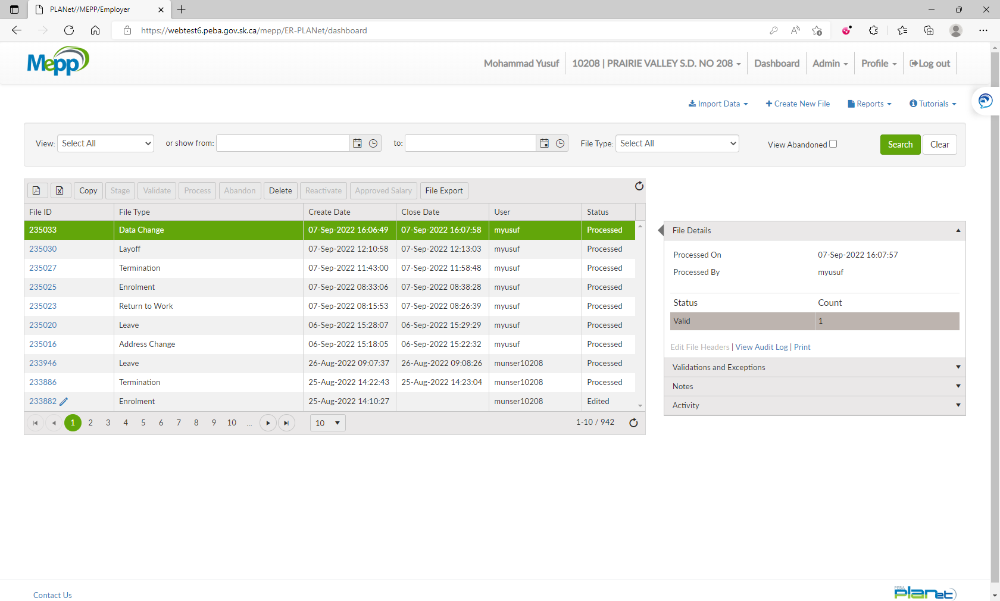 PLANet//MEPP/Employer
https://webtest6.peba.gov.sk.ca/mepp/ER-PLANet/dashboard
Mepp
Mohammad Yusuf
10208 | PRAIRIE VALLEY S.D. NO 208
Dashboard
Admin
Profile
Log out
Import Data
Create New File
Reports
Tutorials
View: Select All
or show from:
to:
File Type: Select All
View Abandoned
Search
Clear
Copy
Stage
Validate
Process
Abandon
Delete
Reactivate
Approved Salary
File Export
File ID File Type Create Date Close Date User Status
235033 Data Change 07-Sep-2022 16:06:49 07-Sep-2022 16:07:58 myusuf Processed
235030 Layoff 07-Sep-2022 12:10:58 07-Sep-2022 12:13:03 myusuf Processed
235027 Termination 07-Sep-2022 11:43:00 07-Sep-2022 11:58:48 myusuf Processed
235025 Enrolment 07-Sep-2022 08:33:06 07-Sep-2022 08:38:28 myusuf Processed
235023 Return to Work 07-Sep-2022 08:15:53 07-Sep-2022 08:26:39 myusuf Processed
235020 Leave 06-Sep-2022 15:28:07 06-Sep-2022 15:29:29 myusuf Processed
235016 Address Change 06-Sep-2022 15:18:05 06-Sep-2022 15:22:32 myusuf Processed
233946 Leave 26-Aug-2022 09:07:37 26-Aug-2022 09:08:26 munser10208 Processed
233886 Termination 25-Aug-2022 14:22:43 25-Aug-2022 14:23:04 munser10208 Processed
233882 Enrolment 25-Aug-2022 14:10:27 munser10208 Edited
1 2 3 4 5 6 7 8 9 10 ... 10 1-10 / 942
File Details
Processed On 07-Sep-2022 16:07:57
Processed By myusuf
Status Count
Valid 1
Edit File Headers | View Audit Log | Print
Validations and Exceptions
Notes
Activity
Contact Us
PEBA
planet